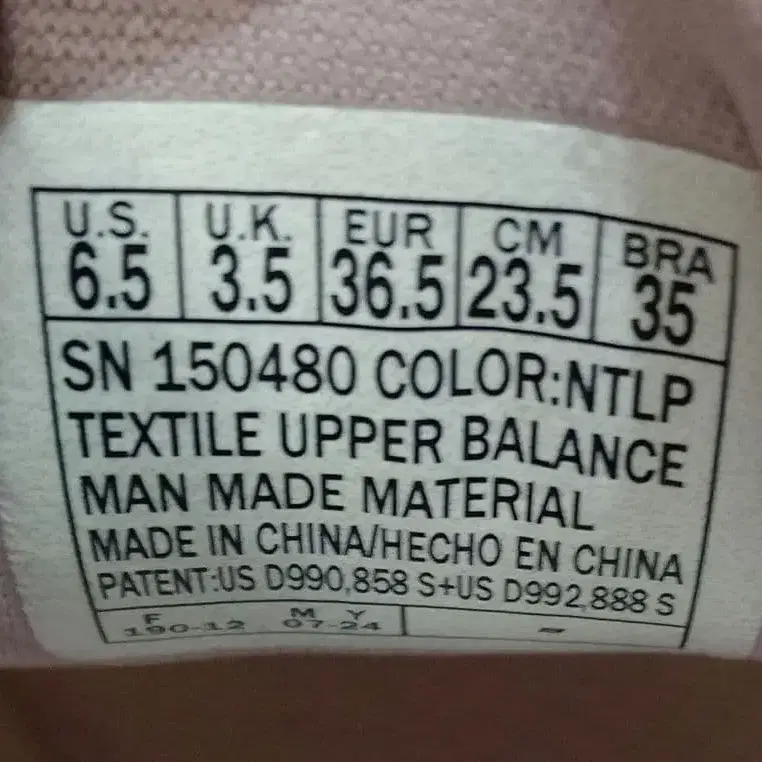 U.S. U.K. EUR CM BRA
6.5 3.5 36.5 23.5 35
SN 150480 COLOR:NTLP
TEXTILE UPPER BALANCE
MAN MADE MATERIAL
MADE IN CHINA/HECHO EN CHINA
PATENT:US D990,858 S+US D992,888 S
F M Y
190-12 07-24 -